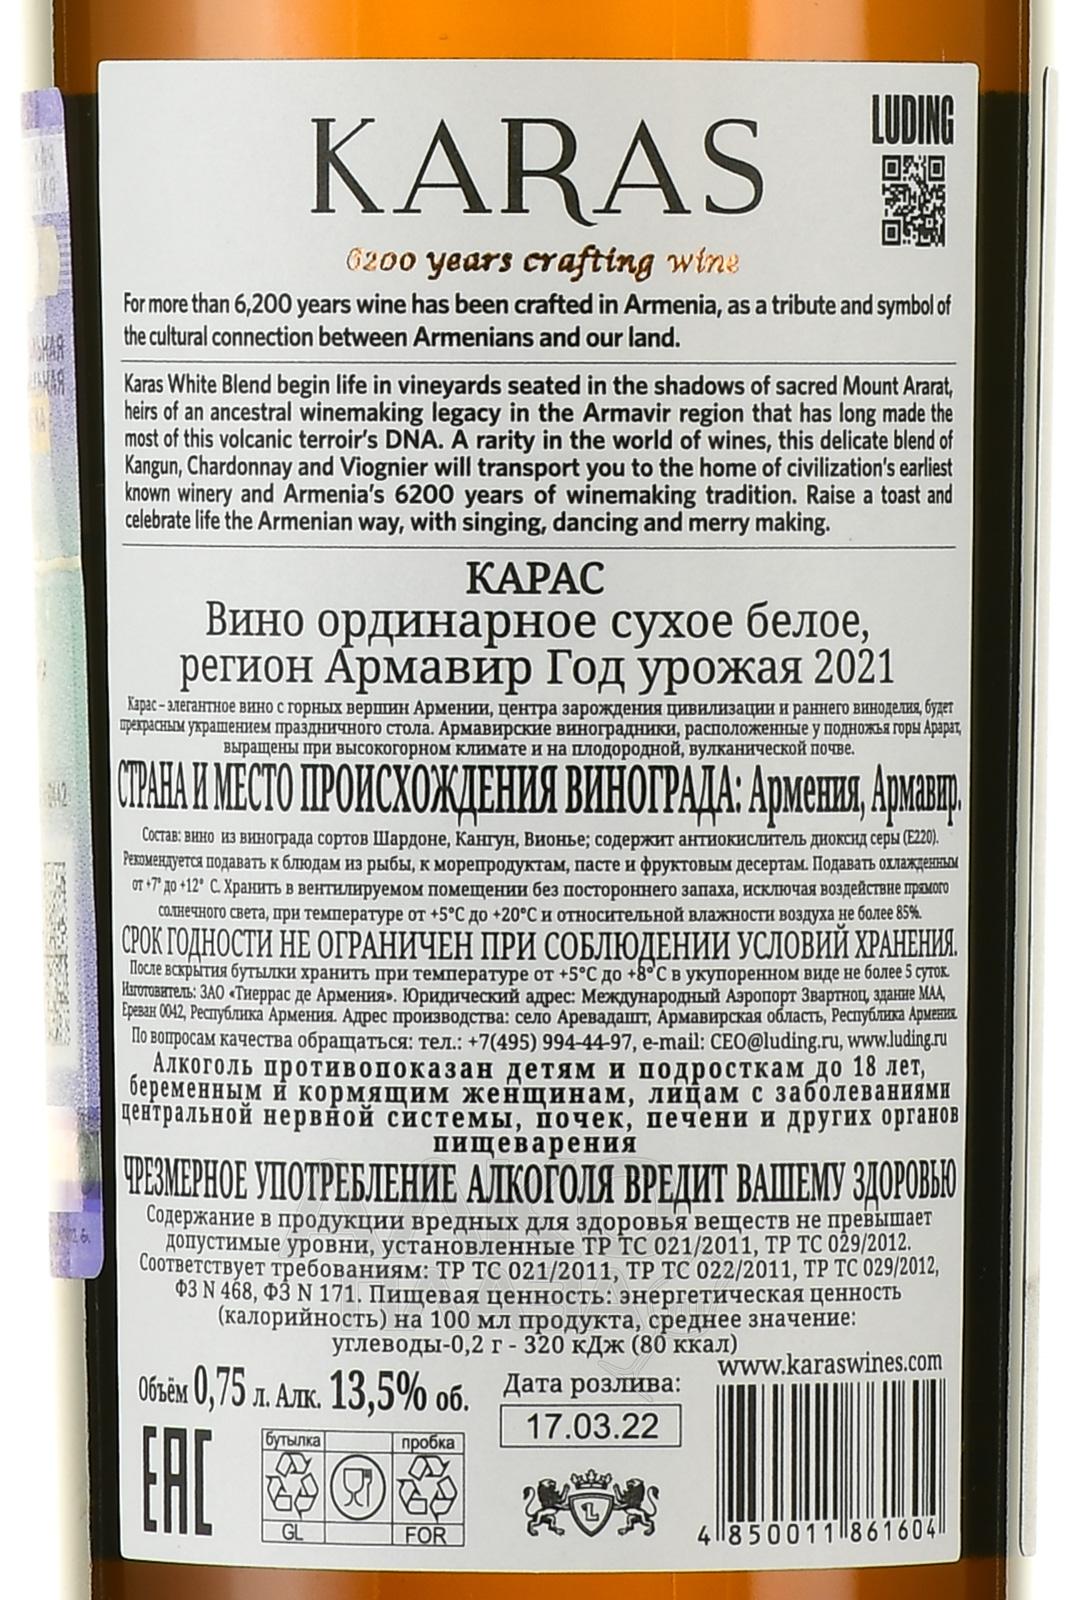 KARAS
LUDING
6200 years crafting wine
For more than 6,200 years wine has been crafted in Armenia, as a tribute and symbol of
the cultural connection between Armenians and our land.
Karas White Blend begin life in vineyards seated in the shadows of sacred Mount Ararat,
heirs of an ancestral winemaking legacy in the Armavir region that has long made the
most of this volcanic terroir's DNA. A rarity in the world of wines, this delicate blend of
Kangun, Chardonnay and Viognier will transport you to the home of civilization's earliest
known winery and Armenia's 6200 years of winemaking tradition. Raise a toast and
celebrate life the Armenian way, with singing, dancing and merry making.
КАРАС
Вино ординарное сухое белое,
регион Армавир Год урожая 2021
Карас – элегантное вино с горных вершин Армении, центра зарождения цивилизации и раннего виноделия, будет
прекрасным украшением праздничного стола. Армавирские виноградники, расположенные у подножья горы Арарат,
выращены при высокогорном климате и на плодородной, вулканической почве.
СТРАНА И МЕСТО ПРОИСХОЖДЕНИЯ ВИНОГРАДА: Армения, Армавир.
Состав: вино из винограда сортов Шардоне, Кангун, Вионье; содержит антиокислитель диоксид серы (E220).
Рекомендуется подавать к блюдам из рыбы, к морепродуктам, пасте и фруктовым десертам. Подавать охлажденным
от +7° до +12° С. Хранить в вентилируемом помещении без постороннего запаха, исключая воздействие прямого
солнечного света, при температуре от +5°С до +20°С и относительной влажности воздуха не более 85%.
СРОК ГОДНОСТИ НЕ ОГРАНИЧЕН ПРИ СОБЛЮДЕНИИ УСЛОВИЙ ХРАНЕНИЯ.
После вскрытия бутылки хранить при температуре от +5°С до +8°С в укупоренном виде не более 5 суток.
Изготовитель: ЗАО «Тиеррас де Армения». Юридический адрес: Международный Аэропорт Звартноц, здание МАА,
Ереван 0042, Республика Армения. Адрес производства: село Аревадашт, Армавирская область, Республика Армения.
По вопросам качества обращаться: тел.: +7(495) 994-44-97, e-mail: CEO@luding.ru, www.luding.ru
Алкоголь противопоказан детям и подросткам до 18 лет,
беременным и кормящим женщинам, лицам с заболеваниями
центральной нервной системы, почек, печени и других органов
пищеварения
ЧРЕЗМЕРНОЕ УПОТРЕБЛЕНИЕ АЛКОГОЛЯ ВРЕДИТ ВАШЕМУ ЗДОРОВЬЮ
Содержание в продукции вредных для здоровья веществ не превышает
допустимые уровни, установленные ТР ТС 021/2011, ТР ТС 029/2012.
Соответствует требованиям: ТР ТС 021/2011, ТР ТС 022/2011, ТР ТС 029/2012,
ФЗ N 468, ФЗ N 171. Пищевая ценность: энергетическая ценность
(калорийность) на 100 мл продукта, среднее значение:
углеводы-0,2 г - 320 кДж (80 ккал)
www.karaswines.com
Объём 0,75 л. Алк. 13,5% об.
Дата розлива:
17.03.22
EAC
бутылка пробка
GL FOR
4 850011 861604